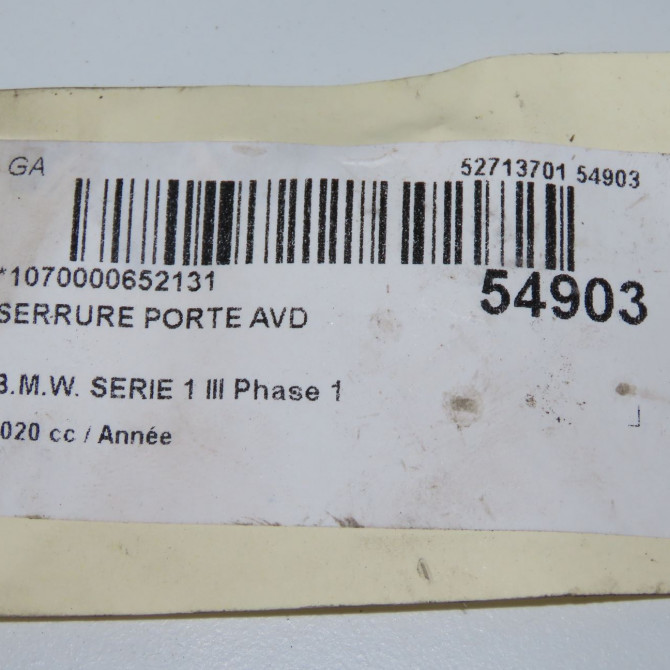 GA
52713701 54903
*1070000652131
54903
SERRURE PORTE AVD
B.M.W. SERIE 1 III Phase 1
020 cc / Année